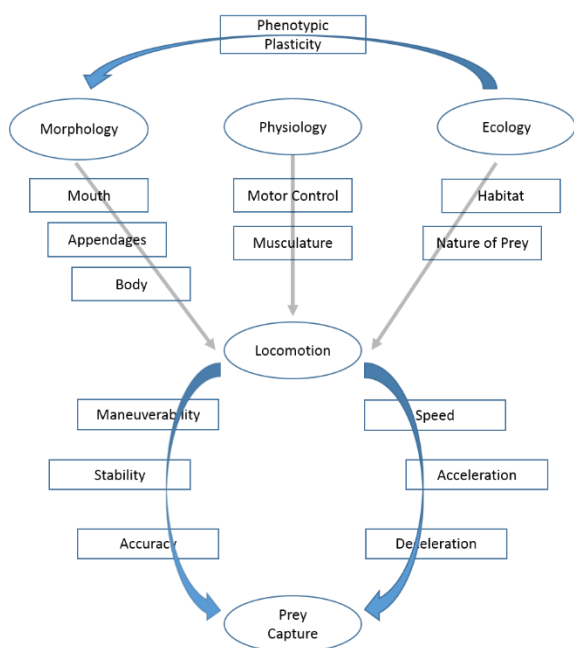 Phenotypic
Plasticity
Morphology
Physiology
Ecology
Mouth
Motor Control
Habitat
Appendages
Musculature
Nature of Prey
Body
Locomotion
Maneuverability
Speed
Stability
Acceleration
Accuracy
Deceleration
Prey
Capture